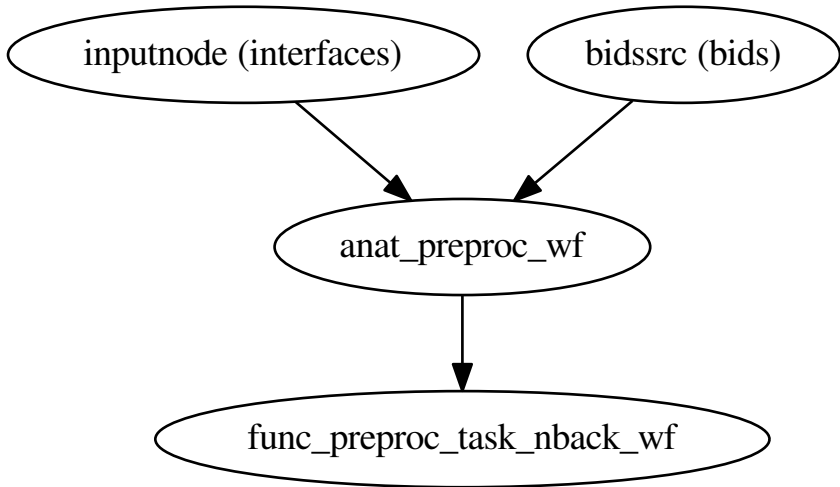 inputnode (interfaces)
bidssrc (bids)
anat_preproc_wf
func_preproc_task_nback_wf